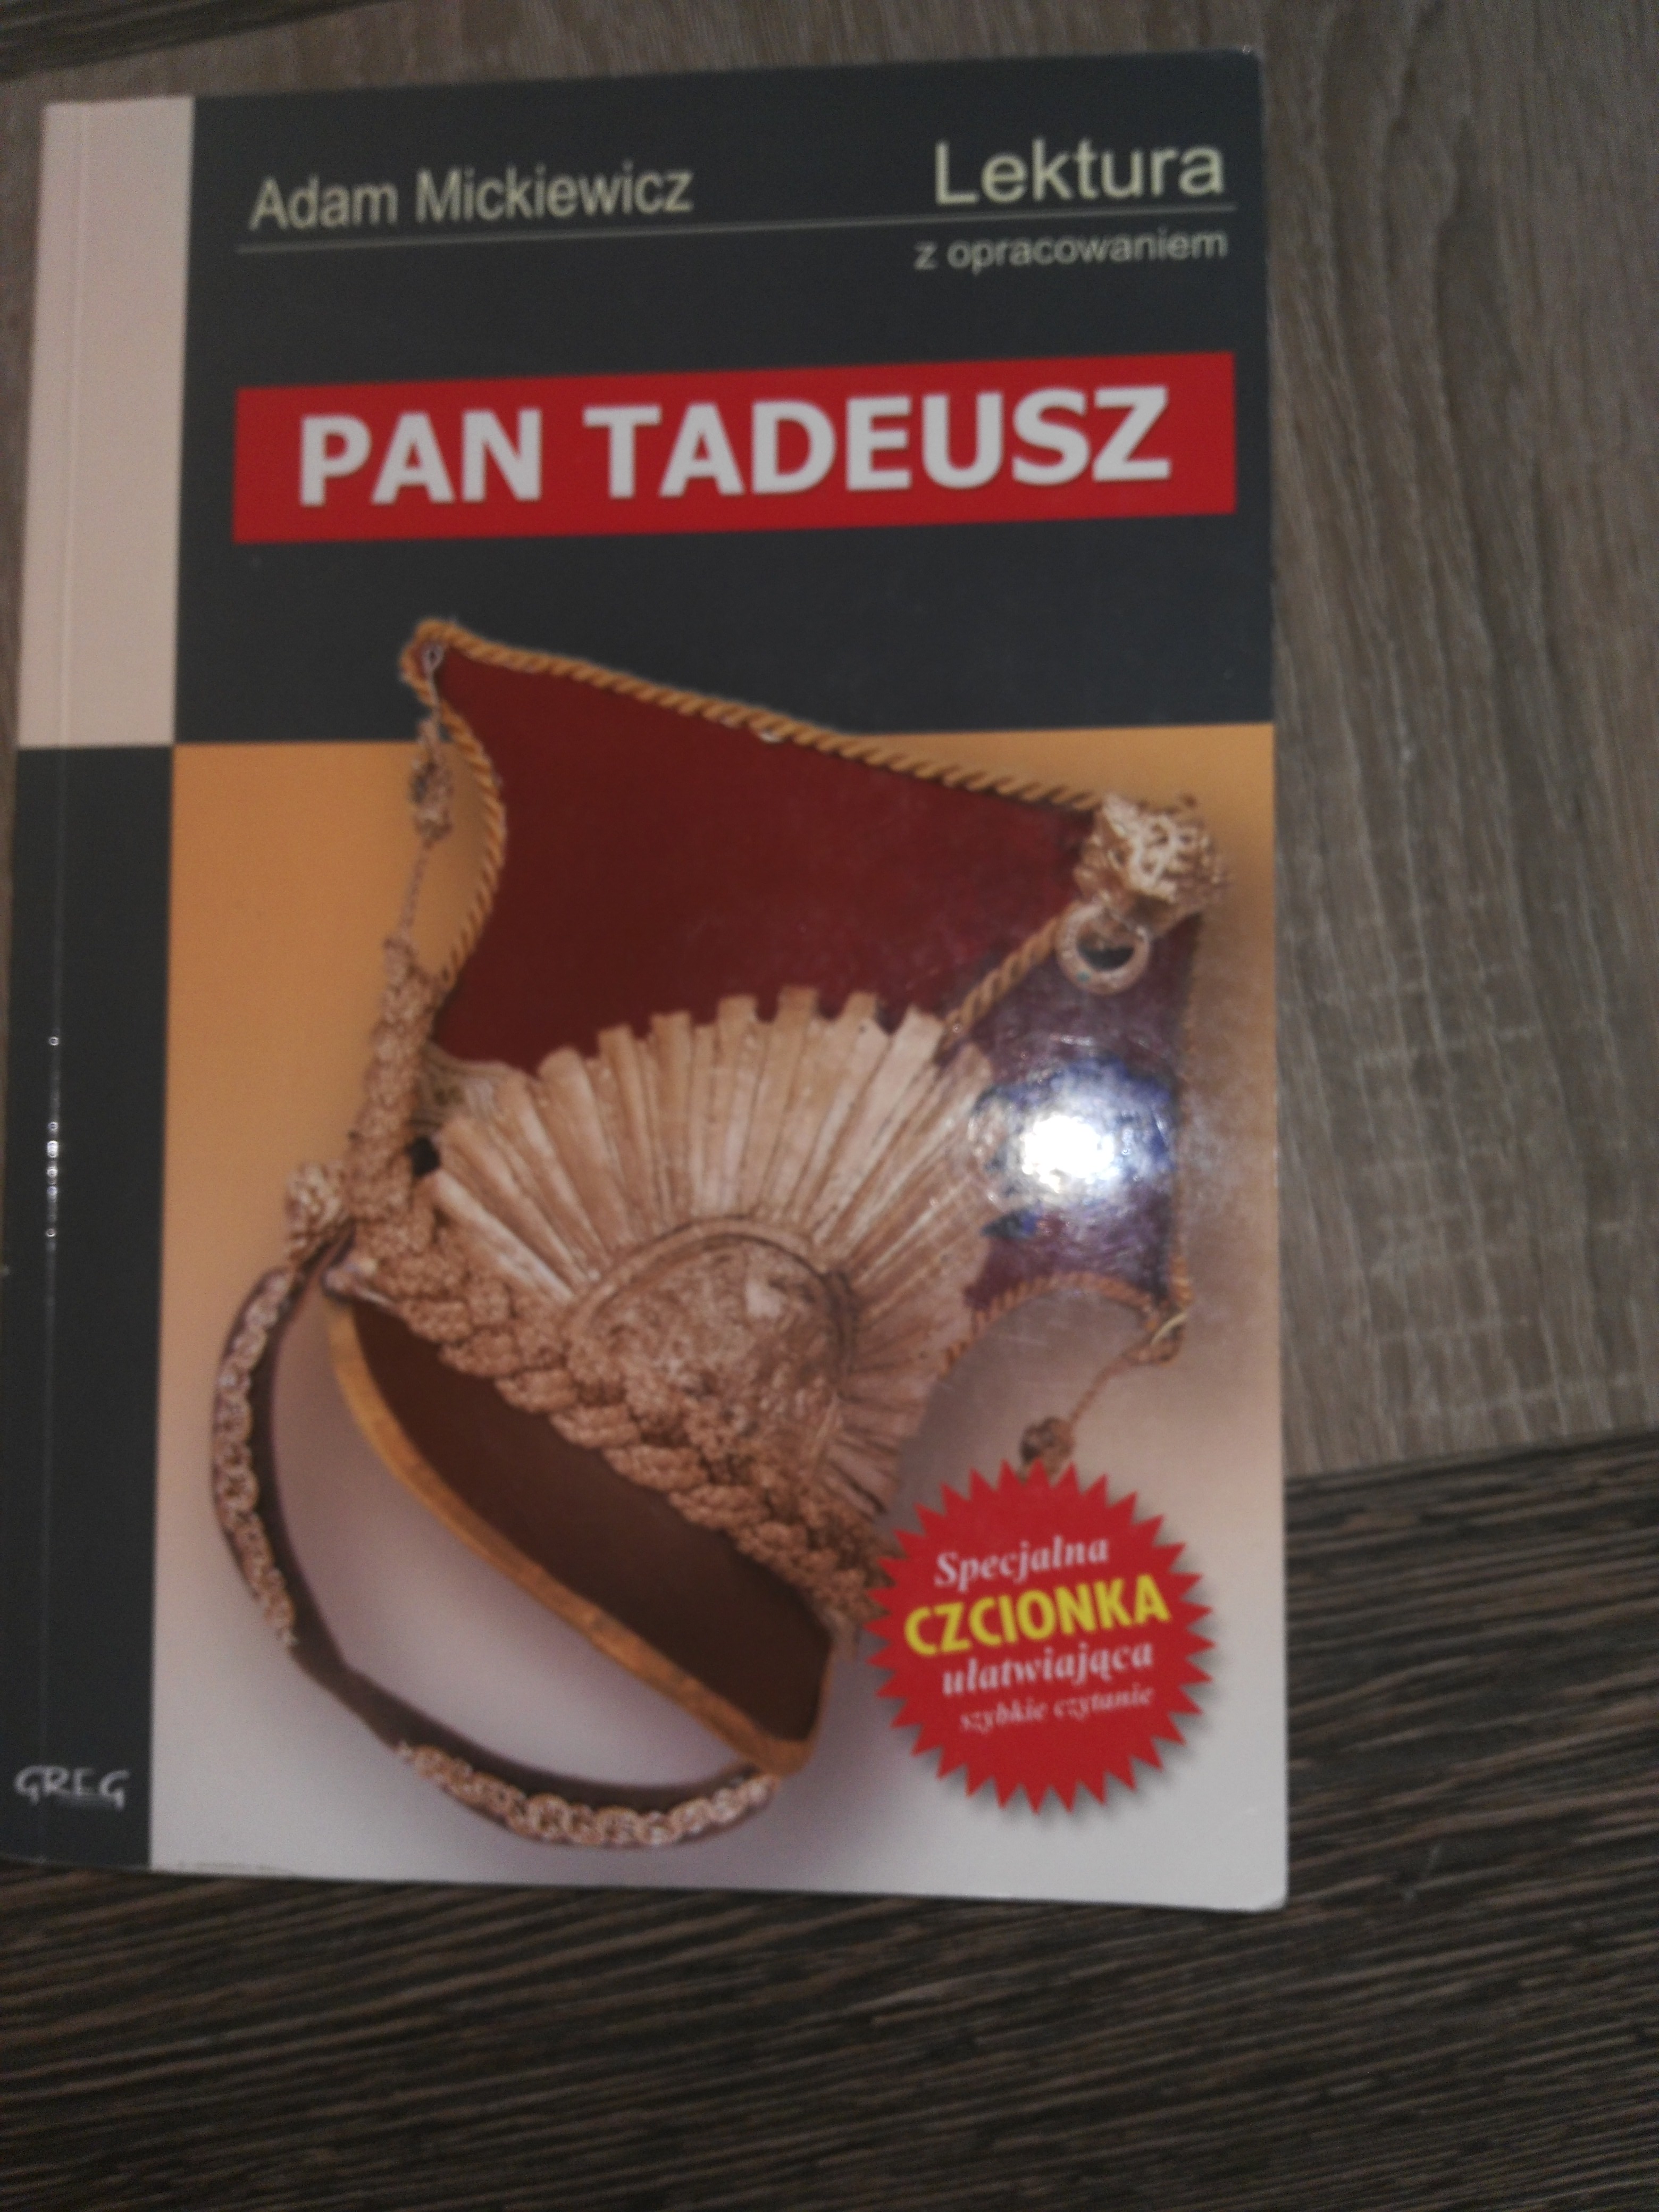 Adam Mickiewicz
Lektura
z opracowaniem
PAN TADEUSZ
Specjalna
CZCIONKA
ułatwiająca
szybkie czytanie
GREG